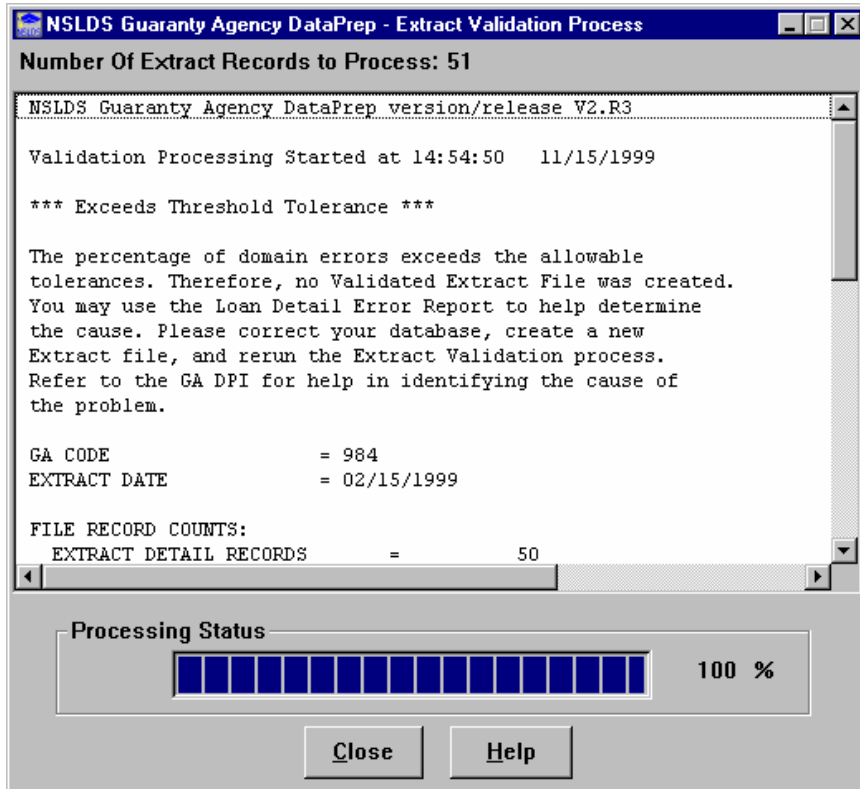 NSLDS Guaranty Agency DataPrep - Extract Validation Process
Number Of Extract Records to Process: 51
NSLDS Guaranty Agency DataPrep version/release V2.R3
Validation Processing Started at 14:54:50 11/15/1999
*** Exceeds Threshold Tolerance ***
The percentage of domain errors exceeds the allowable
tolerances. Therefore, no Validated Extract File was created.
You may use the Loan Detail Error Report to help determine
the cause. Please correct your database, create a new
Extract file, and rerun the Extract Validation process.
Refer to the GA DPI for help in identifying the cause of
the problem.
GA CODE = 984
EXTRACT DATE = 02/15/1999
FILE RECORD COUNTS:
EXTRACT DETAIL RECORDS = 50
Processing Status
100 %
Close Help